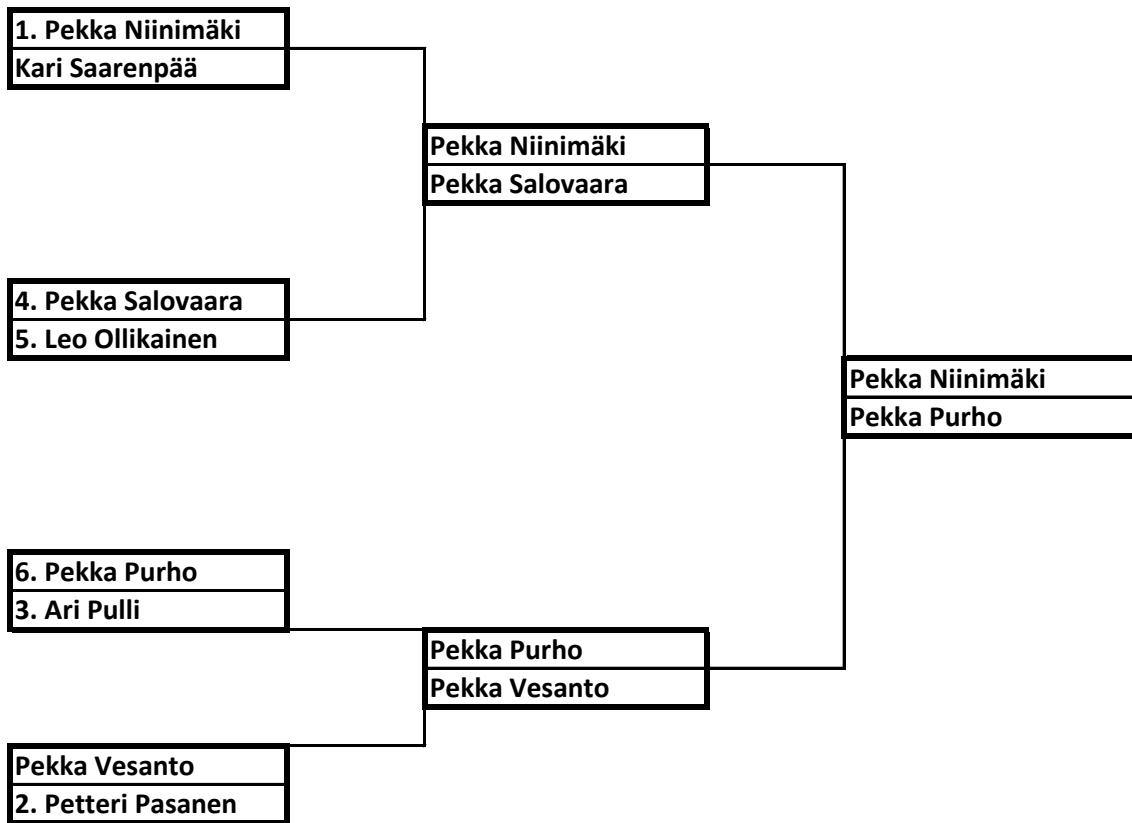 1. Pekka Niinimäki
Kari Saarenpää
Pekka Niinimäki
Pekka Salovaara
4. Pekka Salovaara
5. Leo Ollikainen
Pekka Niinimäki
Pekka Purho
6. Pekka Purho
3. Ari Pulli
Pekka Purho
Pekka Vesanto
Pekka Vesanto
2. Petteri Pasanen